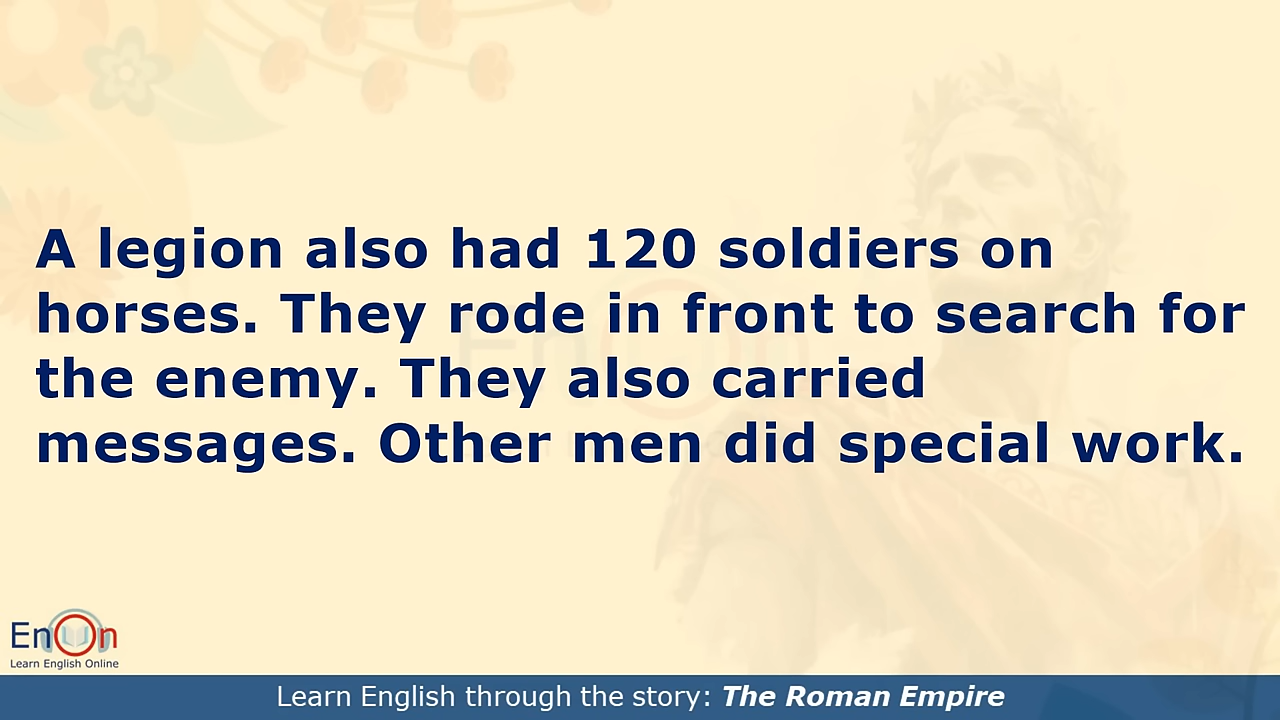 A legion also had 120 soldiers on
horses. They rode in front to search for
the enemy. They also carried
messages. Other men did special work.
EnOn
Learn English Online
Learn English through the story: The Roman Empire